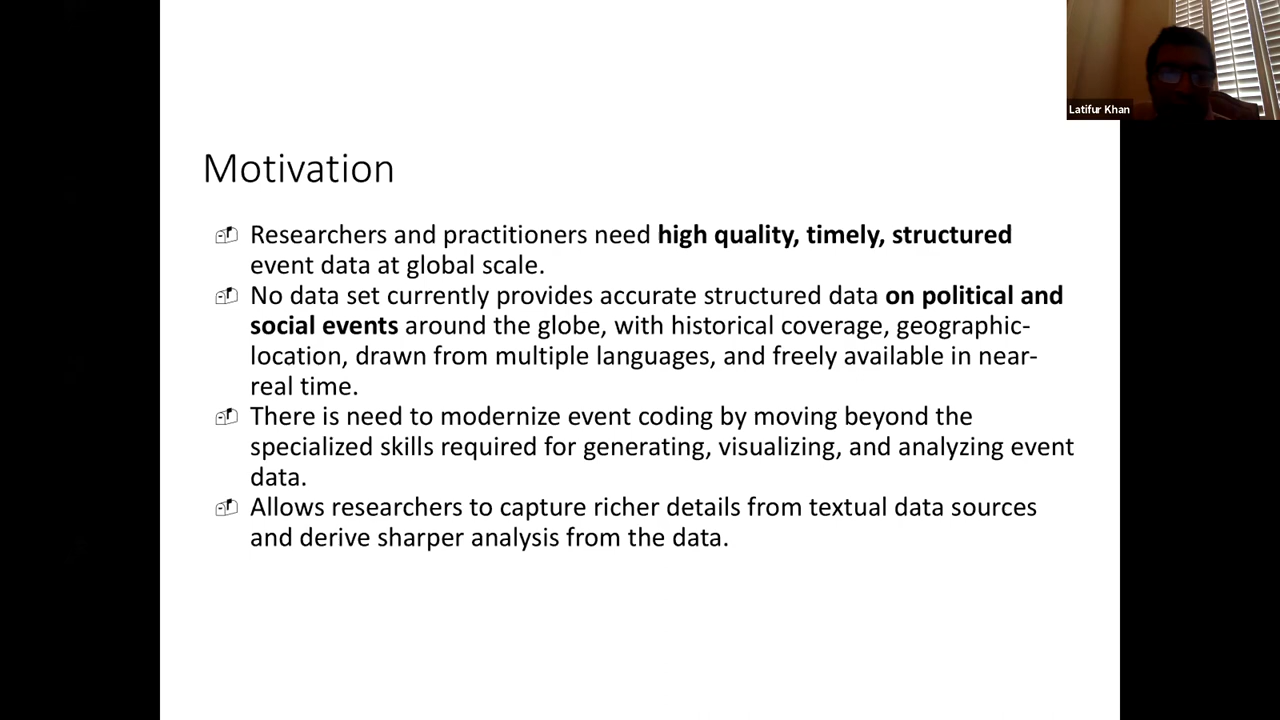 Latifur Khan
Motivation
Researchers and practitioners need high quality, timely, structured
event data at global scale.
No data set currently provides accurate structured data on political and
social events around the globe, with historical coverage, geographic-
location, drawn from multiple languages, and freely available in near-
real time.
There is need to modernize event coding by moving beyond the
specialized skills required for generating, visualizing, and analyzing event
data.
Allows researchers to capture richer details from textual data sources
and derive sharper analysis from the data.